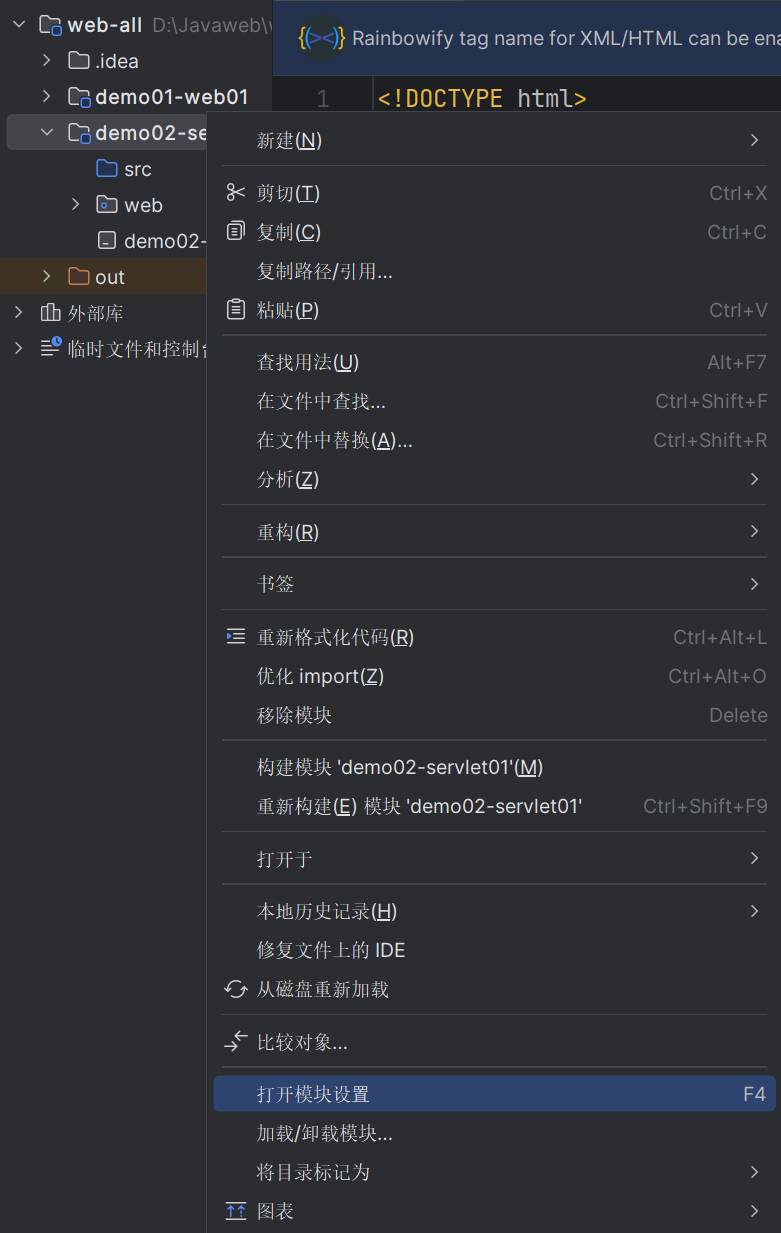 web-all D:\Javaweb\
Rainbowify tag name for XML/HTML can be ena
.idea
demo01-web01
1 <!DOCTYPE html>
demo02-se
src
web
demo02-
out
外部库
临时文件和控制台
新建(N)
剪切(T) Ctrl+X
复制(C) Ctrl+C
复制路径/引用...
粘贴(P) Ctrl+V
查找用法(U) Alt+F7
在文件中查找... Ctrl+Shift+F
在文件中替换(A)... Ctrl+Shift+R
分析(Z)
重构(R)
书签
重新格式化代码(R) Ctrl+Alt+L
优化 import(Z) Ctrl+Alt+O
移除模块 Delete
构建模块 'demo02-servlet01'(M)
重新构建(E) 模块 'demo02-servlet01' Ctrl+Shift+F9
打开于
本地历史记录(H)
修复文件上的 IDE
从磁盘重新加载
比较对象...
打开模块设置 F4
加载/卸载模块...
将目录标记为
图表